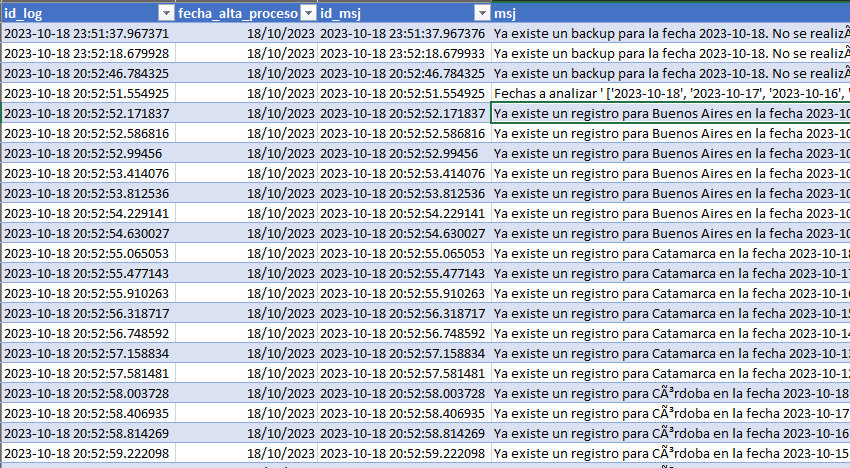 id_log fecha_alta_proceso id_msj msj
2023-10-18 23:51:37.967371 18/10/2023 2023-10-18 23:51:37.967376 Ya existe un backup para la fecha 2023-10-18. No se realizÃ
2023-10-18 23:52:18.679928 18/10/2023 2023-10-18 23:52:18.679933 Ya existe un backup para la fecha 2023-10-18. No se realizÃ
2023-10-18 20:52:46.784325 18/10/2023 2023-10-18 20:52:46.784325 Ya existe un backup para la fecha 2023-10-18. No se realizÃ
2023-10-18 20:52:51.554925 18/10/2023 2023-10-18 20:52:51.554925 Fechas a analizar ' ['2023-10-18', '2023-10-17', '2023-10-16', '
2023-10-18 20:52:52.171837 18/10/2023 2023-10-18 20:52:52.171837 Ya existe un registro para Buenos Aires en la fecha 2023-10
2023-10-18 20:52:52.586816 18/10/2023 2023-10-18 20:52:52.586816 Ya existe un registro para Buenos Aires en la fecha 2023-10
2023-10-18 20:52:52.99456 18/10/2023 2023-10-18 20:52:52.99456 Ya existe un registro para Buenos Aires en la fecha 2023-10
2023-10-18 20:52:53.414076 18/10/2023 2023-10-18 20:52:53.414076 Ya existe un registro para Buenos Aires en la fecha 2023-10
2023-10-18 20:52:53.812536 18/10/2023 2023-10-18 20:52:53.812536 Ya existe un registro para Buenos Aires en la fecha 2023-10
2023-10-18 20:52:54.229141 18/10/2023 2023-10-18 20:52:54.229141 Ya existe un registro para Buenos Aires en la fecha 2023-10
2023-10-18 20:52:54.630027 18/10/2023 2023-10-18 20:52:54.630027 Ya existe un registro para Buenos Aires en la fecha 2023-10
2023-10-18 20:52:55.065053 18/10/2023 2023-10-18 20:52:55.065053 Ya existe un registro para Catamarca en la fecha 2023-10-18
2023-10-18 20:52:55.477143 18/10/2023 2023-10-18 20:52:55.477143 Ya existe un registro para Catamarca en la fecha 2023-10-17
2023-10-18 20:52:55.910263 18/10/2023 2023-10-18 20:52:55.910263 Ya existe un registro para Catamarca en la fecha 2023-10-16
2023-10-18 20:52:56.318717 18/10/2023 2023-10-18 20:52:56.318717 Ya existe un registro para Catamarca en la fecha 2023-10-15
2023-10-18 20:52:56.748592 18/10/2023 2023-10-18 20:52:56.748592 Ya existe un registro para Catamarca en la fecha 2023-10-14
2023-10-18 20:52:57.158834 18/10/2023 2023-10-18 20:52:57.158834 Ya existe un registro para Catamarca en la fecha 2023-10-13
2023-10-18 20:52:57.581481 18/10/2023 2023-10-18 20:52:57.581481 Ya existe un registro para Catamarca en la fecha 2023-10-12
2023-10-18 20:52:58.003728 18/10/2023 2023-10-18 20:52:58.003728 Ya existe un registro para CÃ³rdoba en la fecha 2023-10-18
2023-10-18 20:52:58.406935 18/10/2023 2023-10-18 20:52:58.406935 Ya existe un registro para CÃ³rdoba en la fecha 2023-10-17
2023-10-18 20:52:58.814269 18/10/2023 2023-10-18 20:52:58.814269 Ya existe un registro para CÃ³rdoba en la fecha 2023-10-16
2023-10-18 20:52:59.222098 18/10/2023 2023-10-18 20:52:59.222098 Ya existe un registro para CÃ³rdoba en la fecha 2023-10-15